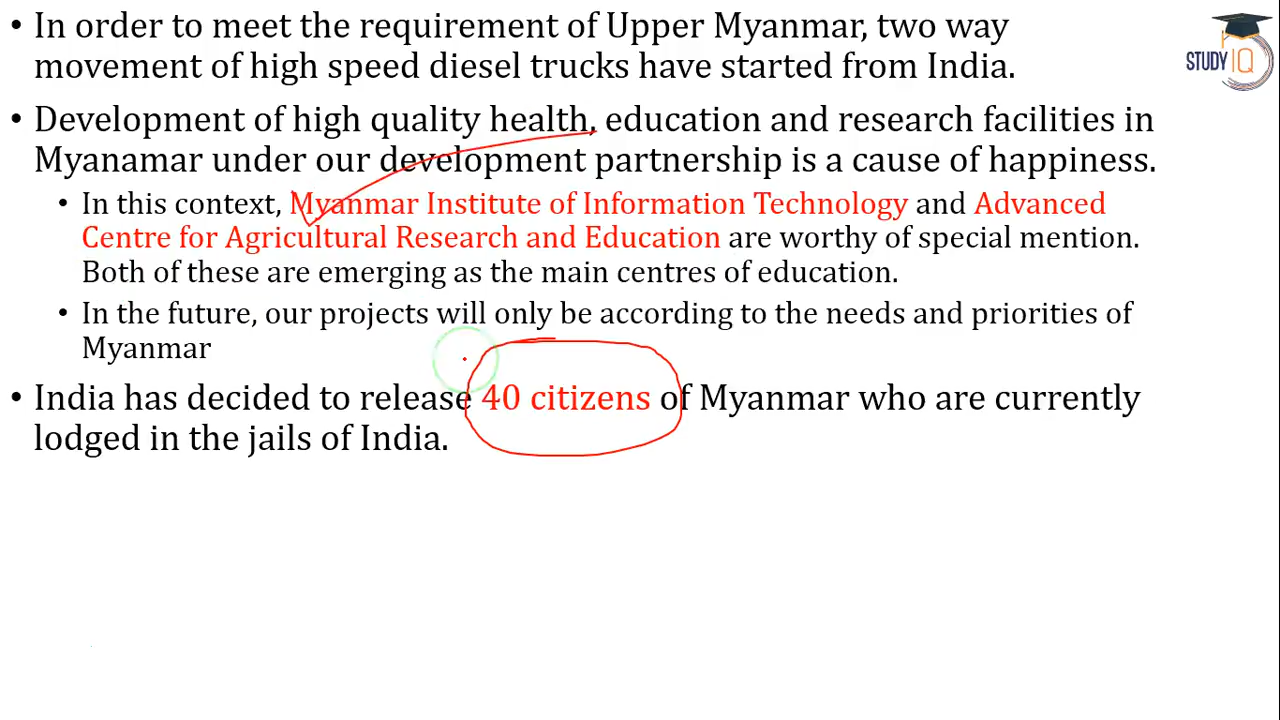 • In order to meet the requirement of Upper Myanmar, two way
movement of high speed diesel trucks have started from India.
• Development of high quality health, education and research facilities in
Myanamar under our development partnership is a cause of happiness.
• In this context, Myanmar Institute of Information Technology and Advanced
Centre for Agricultural Research and Education are worthy of special mention.
Both of these are emerging as the main centres of education.
• In the future, our projects will only be according to the needs and priorities of
Myanmar
• India has decided to release 40 citizens of Myanmar who are currently
lodged in the jails of India.
STUDY IQ